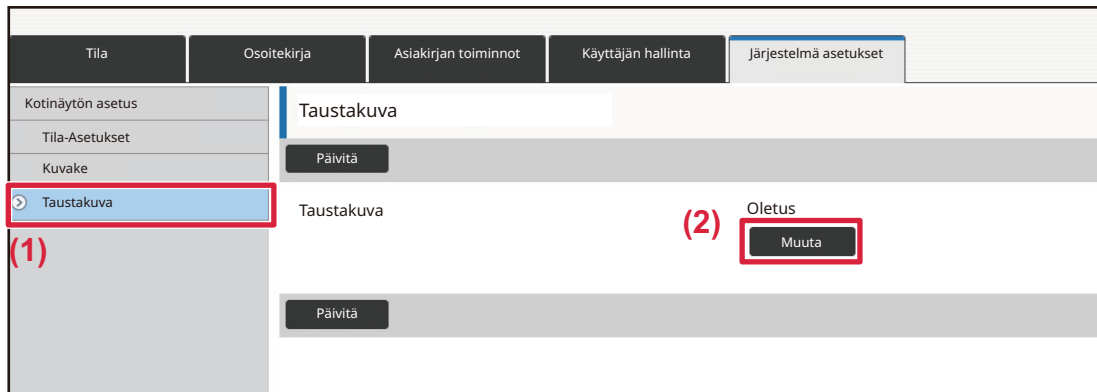 Tila Osoitekirja Asiakirjan toiminnot Käyttäjän hallinta Järjestelmä asetukset
Kotinäytön asetus
Tila-Asetukset
Kuvake
Taustakuva
(1)
Taustakuva
Päivitä
Taustakuva
Oletus
(2)
Muuta
Päivitä